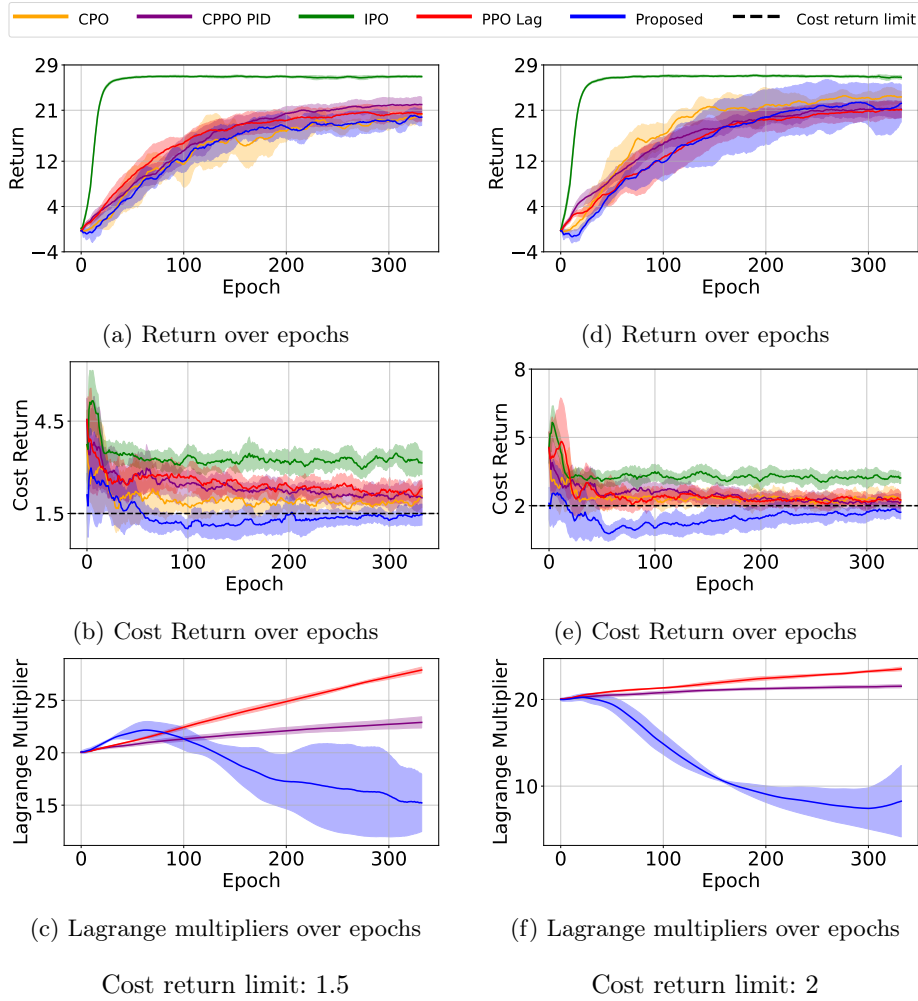 CPO CPPO PID IPO PPO Lag Proposed Cost return limit
29
21
12
4
−4
Return
0 100 200 300
Epoch
(a) Return over epochs
29
21
12
4
−4
Return
0 100 200 300
Epoch
(d) Return over epochs
4.5
1.5
Cost Return
0 100 200 300
Epoch
(b) Cost Return over epochs
8
5
2
Cost Return
0 100 200 300
Epoch
(e) Cost Return over epochs
25
20
15
Lagrange Multiplier
0 100 200 300
Epoch
(c) Lagrange multipliers over epochs
20
10
Lagrange Multiplier
0 100 200 300
Epoch
(f) Lagrange multipliers over epochs
Cost return limit: 1.5
Cost return limit: 2